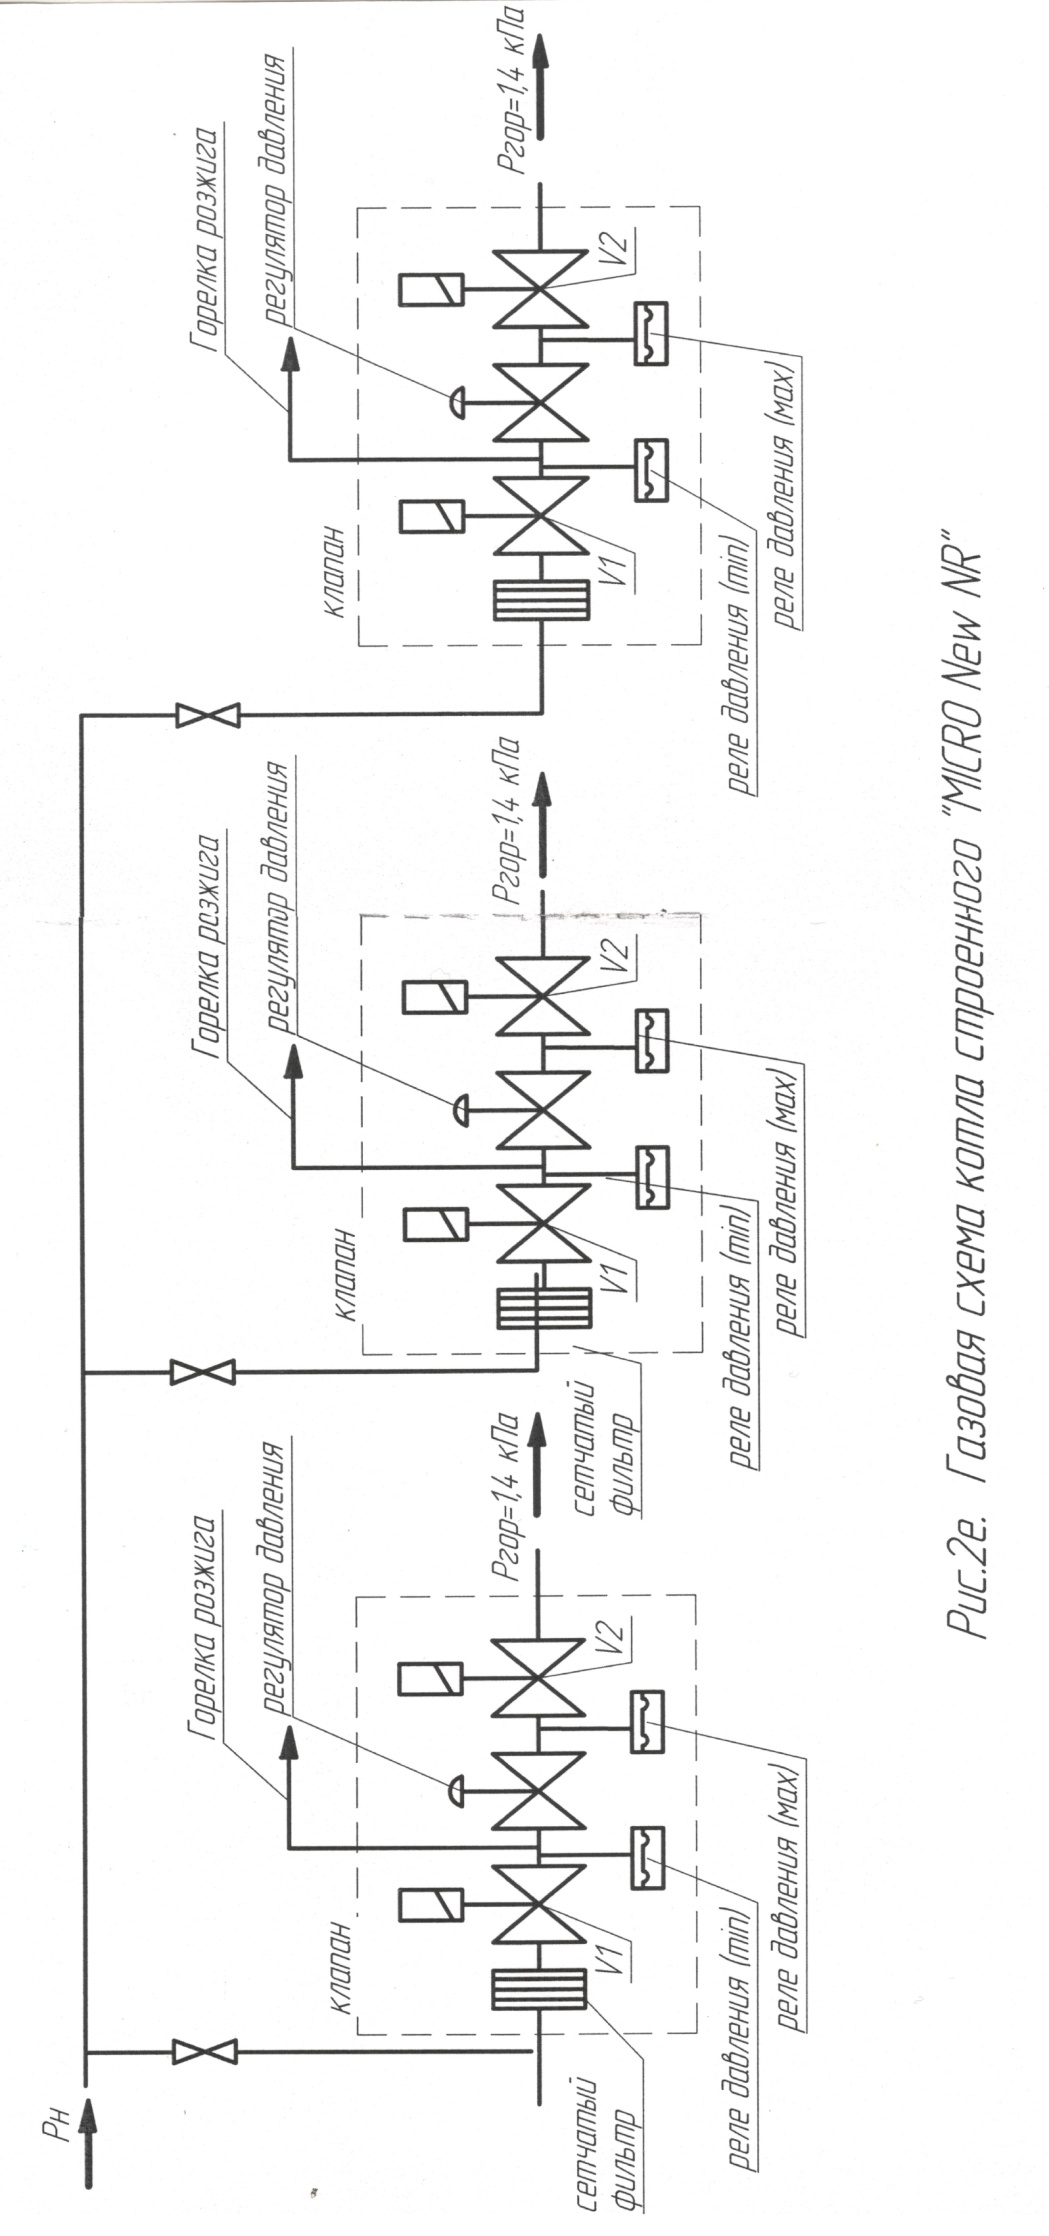 Рн
Горелка розжига
регулятор давления
клапан
Ргор=1,4 кПа
V1
V2
сетчатый
фильтр
реле давления (min)
реле давления (мах)
Горелка розжига
регулятор давления
клапан
Ргор=1,4 кПа
V1
V2
сетчатый
фильтр
реле давления (min)
реле давления (мах)
Горелка розжига
регулятор давления
клапан
Ргор=1,4 кПа
V1
V2
реле давления (min)
реле давления (мах)
Рис.2е. Газовая схема котла строенного "MICRO New NR"